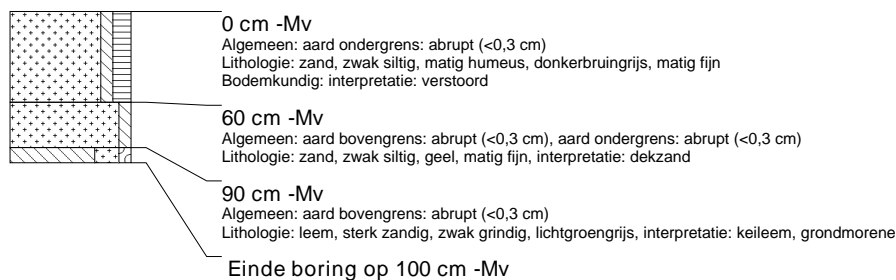 0 cm -Mv
Algemeen: aard ondergrens: abrupt (<0,3 cm)
Lithologie: zand, zwak siltig, matig humeus, donkerbruingrijs, matig fijn
Bodemkundig: interpretatie: verstoord
60 cm -Mv
Algemeen: aard bovengrens: abrupt (<0,3 cm), aard ondergrens: abrupt (<0,3 cm)
Lithologie: zand, zwak siltig, geel, matig fijn, interpretatie: dekzand
90 cm -Mv
Algemeen: aard bovengrens: abrupt (<0,3 cm)
Lithologie: leem, sterk zandig, zwak grindig, lichtgroengrijs, interpretatie: keileem, grondmorene
Einde boring op 100 cm -Mv